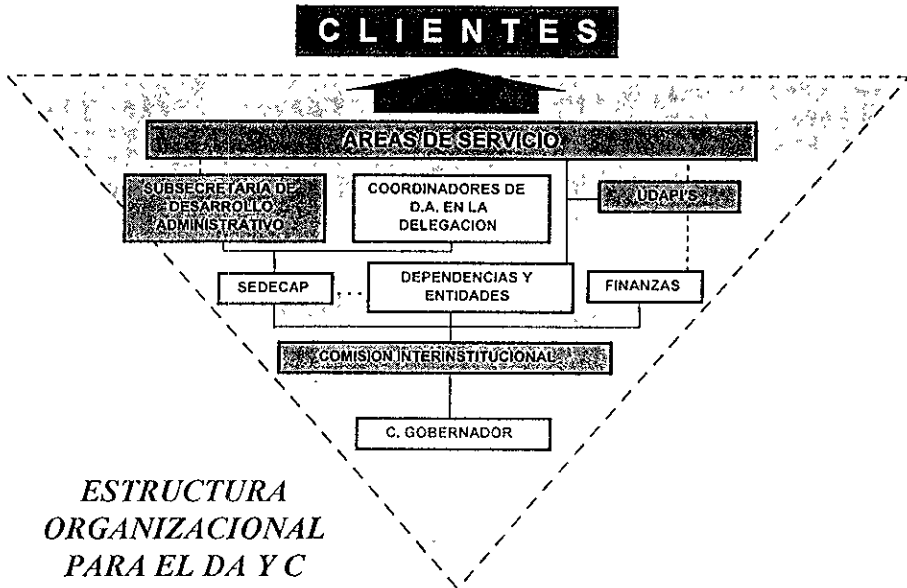 CLIENTES
AREAS DE SERVICIO
SUBSECRETARIA DE
DESARROLLO
ADMINISTRATIVO
COORDINADORES DE
D.A. EN LA
DELEGACION
UDAPI'S
SEDECAP
DEPENDENCIAS Y
ENTIDADES
FINANZAS
COMISION INTERINSTITUCIONAL
C. GOBERNADOR
ESTRUCTURA
ORGANIZACIONAL
PARA EL DA Y C